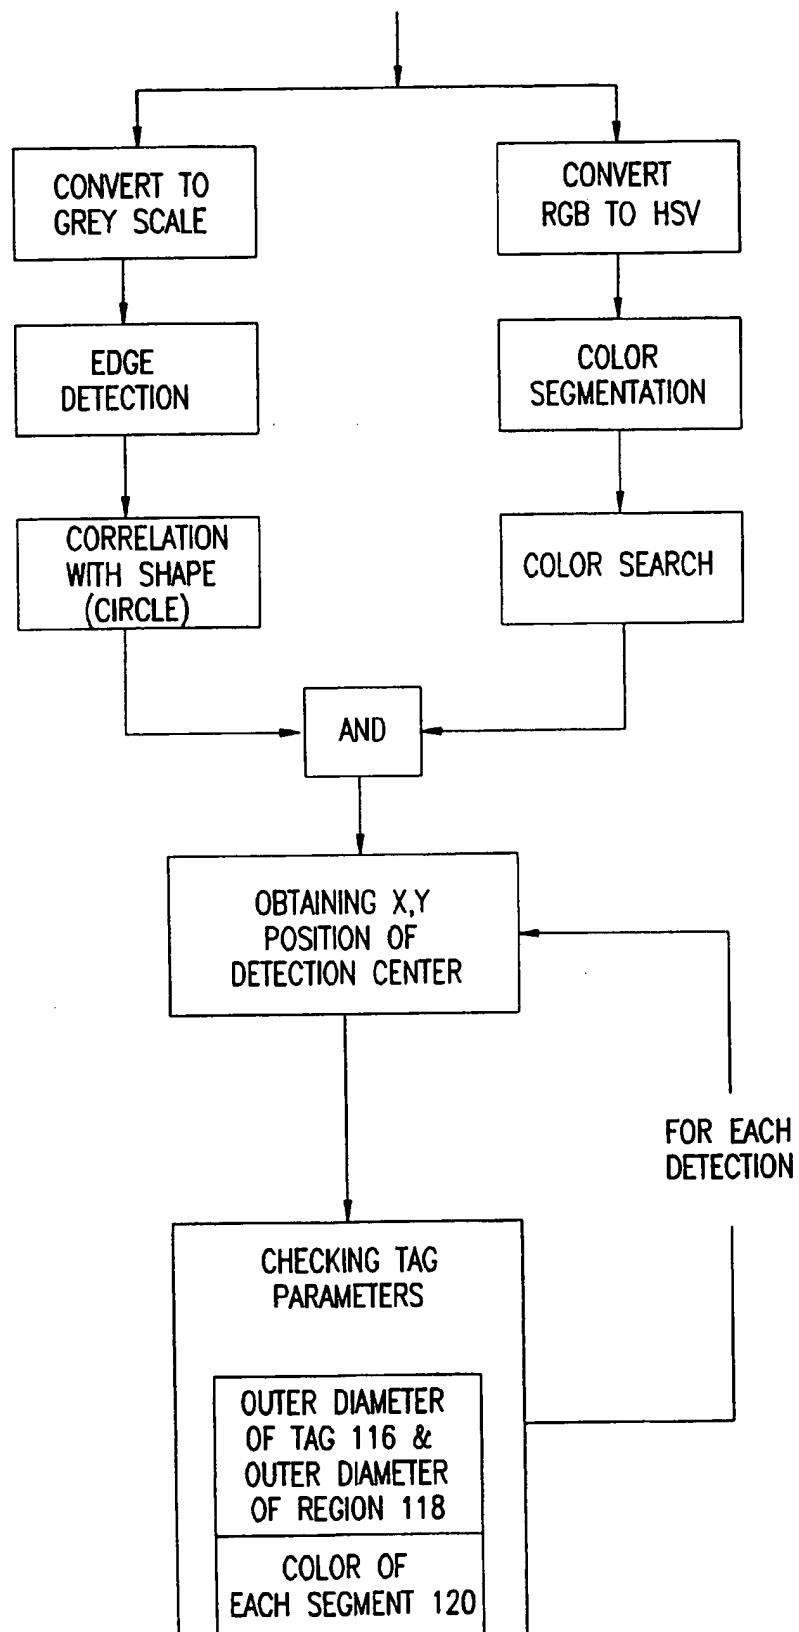 CONVERT TO
GREY SCALE
CONVERT
RGB TO HSV
EDGE
DETECTION
COLOR
SEGMENTATION
CORRELATION
WITH SHAPE
(CIRCLE)
COLOR SEARCH
AND
OBTAINING X,Y
POSITION OF
DETECTION CENTER
FOR EACH
DETECTION
CHECKING TAG
PARAMETERS
OUTER DIAMETER
OF TAG 116 &
OUTER DIAMETER
OF REGION 118
COLOR OF
EACH SEGMENT 120